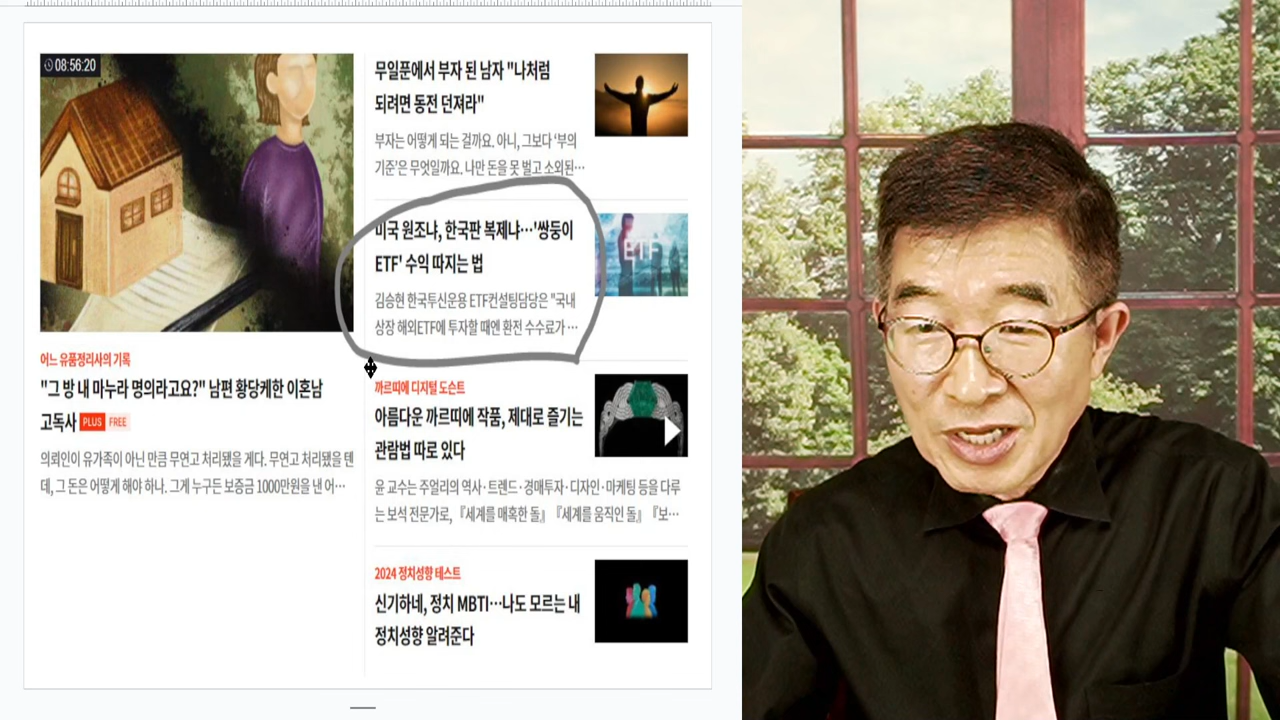 08:56:20
어느 유품정리사의 기록
"그 방 내 마누라 명의라고요?" 남편 황당케한 이혼남
고독사 PLUS FREE
의뢰인이 유가족이 아닌 만큼 무연고 처리됐을 게다. 무연고 처리됐을 텐
데, 그 돈은 어떻게 해야 하나. 그게 누구든 보증금 1000만원을 낸 어…
무일푼에서 부자 된 남자 "나처럼
되려면 동전 던져라"
부자는 어떻게 되는 걸까요. 아니, 그보다 '부의
기준'은 무엇일까요. 나만 돈을 못 벌고 소외된…
미국 원조냐, 한국판 복제냐…'쌍둥이
ETF' 수익 따지는 법
김승현 한국투신운용 ETF컨설팅담당은 "국내
상장 해외ETF에 투자할 때엔 환전 수수료가 …
ETF
까르띠에 디지털 도슨트
아름다운 까르띠에 작품, 제대로 즐기는
관람법 따로 있다
윤 교수는 주얼리의 역사·트렌드·경매투자·디자인·마케팅 등을 다루
는 보석 전문가로, 『세계를 매혹한 돌』 『세계를 움직인 돌』 『보…
2024 정치성향 테스트
신기하네, 정치 MBTI…나도 모르는 내
정치성향 알려준다